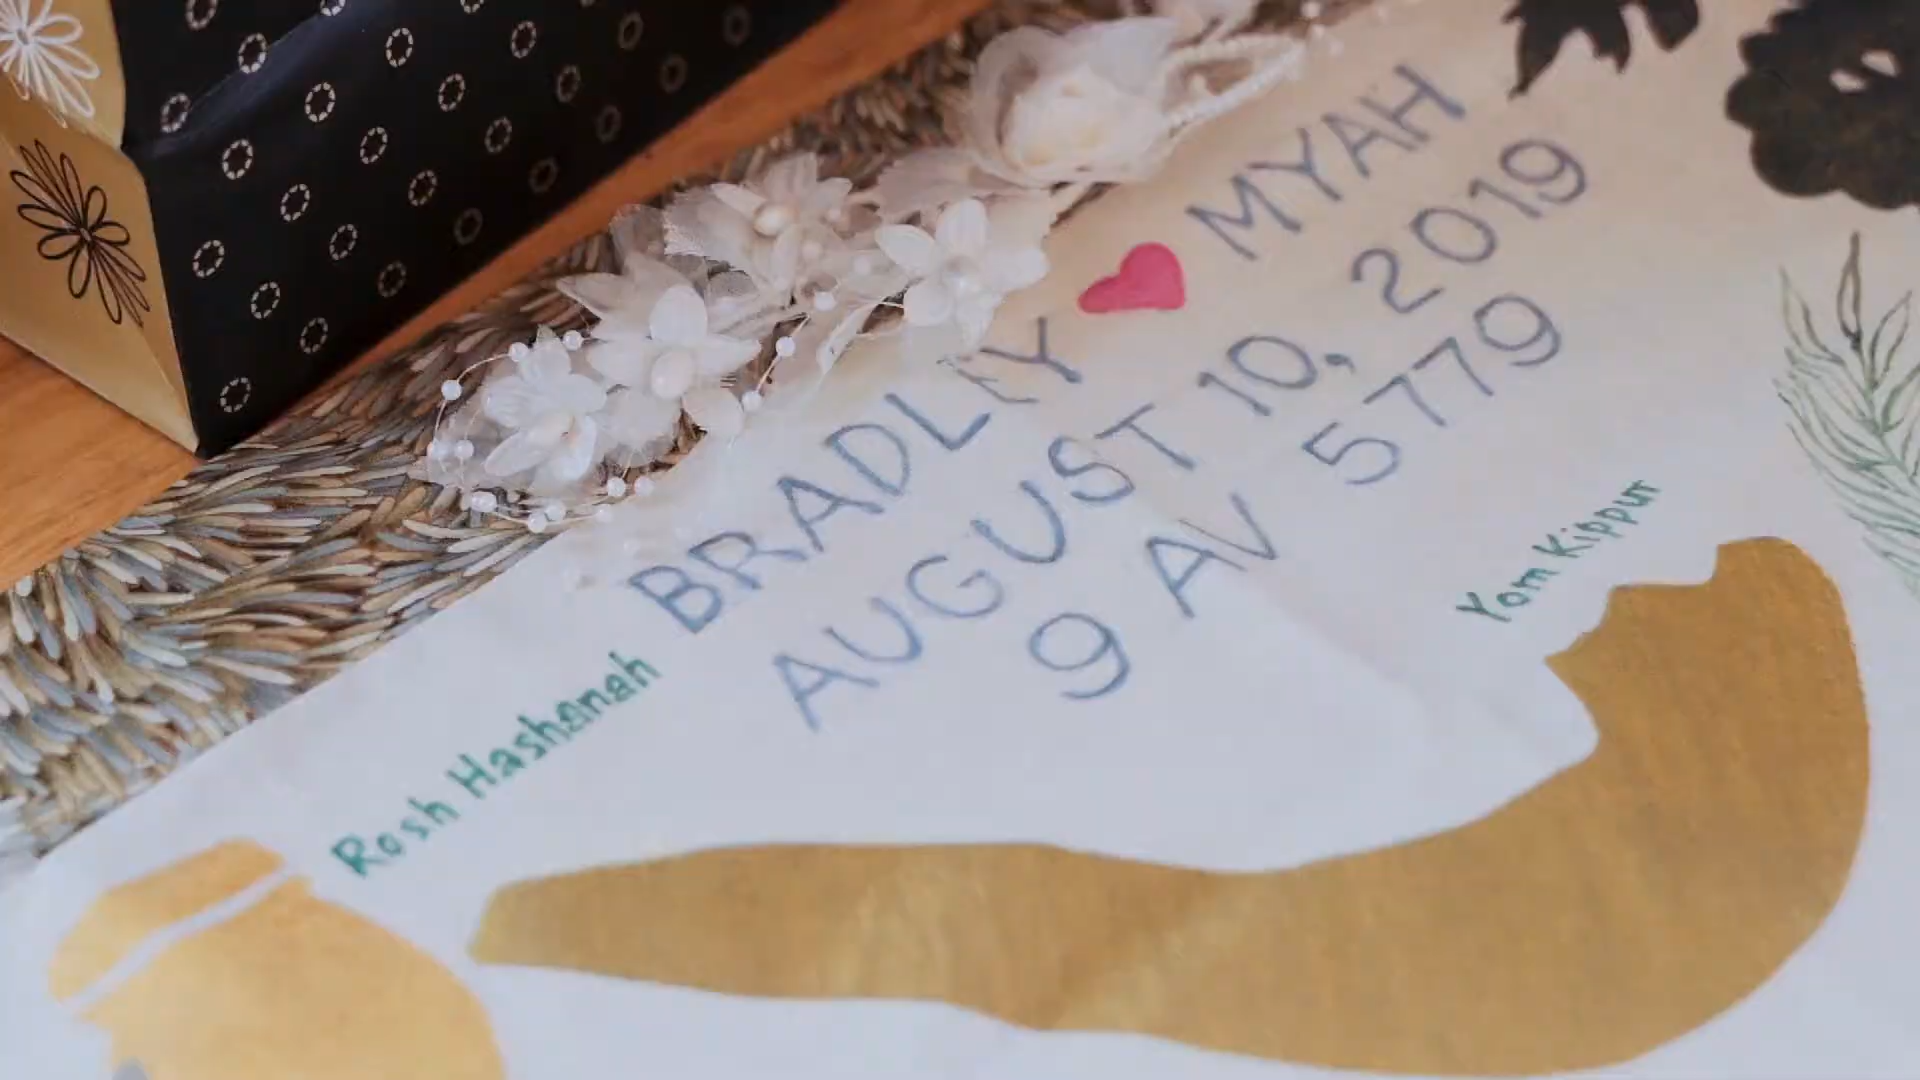 BRADLEY MYAH
AUGUST 10, 2019
9 AV 5779
Rosh Hashanah
Yom Kippur